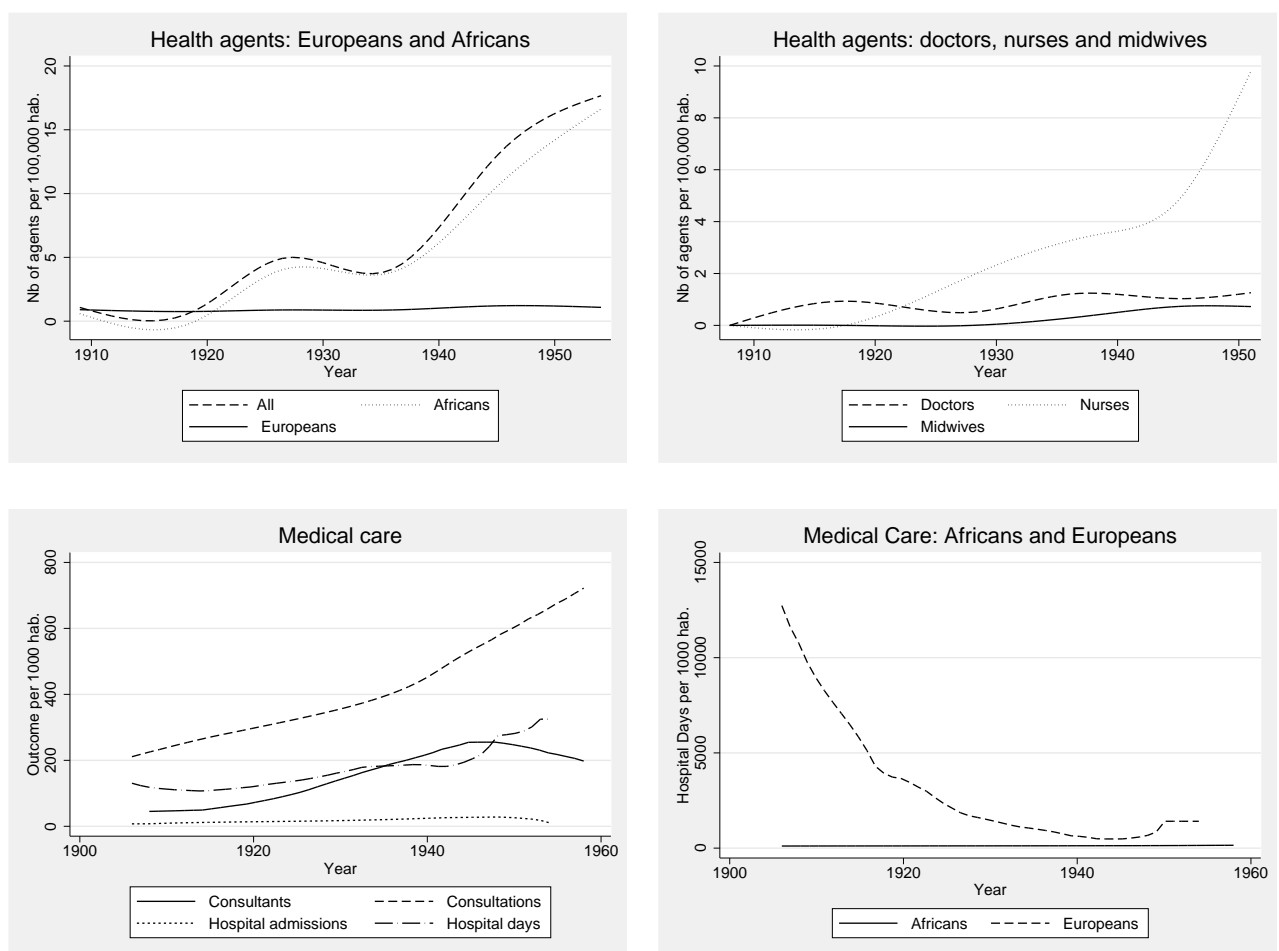 Health agents: Europeans and Africans
Nb of agents per 100,000 hab.
20
15
10
5
0
1910 1920 1930 1940 1950
Year
All Africans
Europeans
Health agents: doctors, nurses and midwives
Nb of agents per 100,000 hab.
10
8
6
4
2
0
1910 1920 1930 1940 1950
Year
Doctors Nurses
Midwives
Medical care
Outcome per 1000 hab.
800
600
400
200
0
1900 1920 1940 1960
Year
Consultants Consultations
Hospital admissions Hospital days
Medical Care: Africans and Europeans
Hospital Days per 1000 hab.
15000
10000
5000
0
1900 1920 1940 1960
Year
Africans Europeans